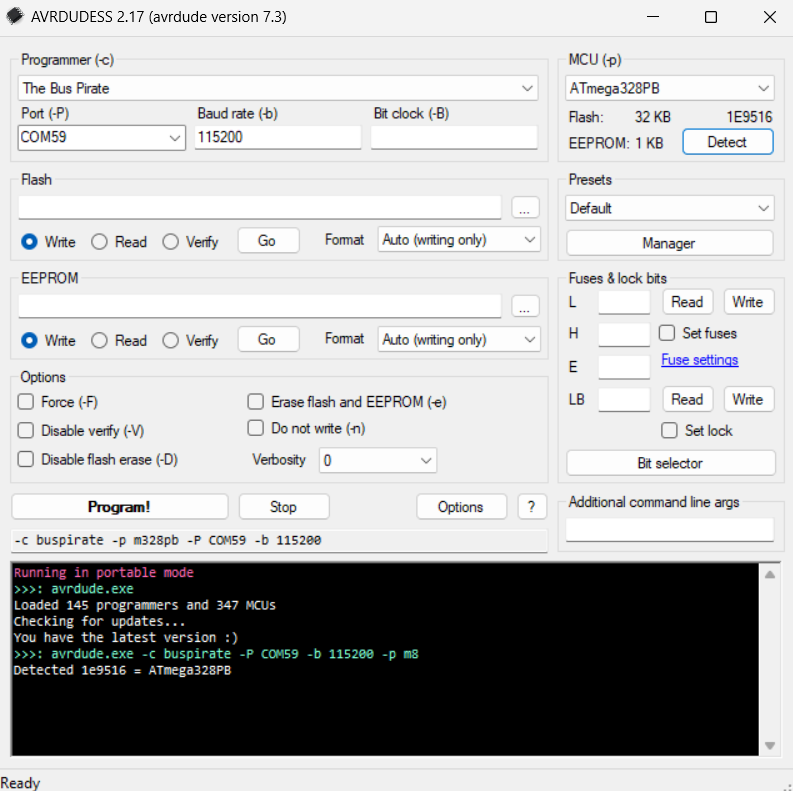 AVRDUDESS 2.17 (avrdude version 7.3)
Programmer (-c)
The Bus Pirate
Port (-P)
Baud rate (-b)
Bit clock (-B)
COM59
115200
MCU (-p)
ATmega328PB
Flash: 32 KB 1E9516
EEPROM: 1 KB
Detect
Flash
...
Write Read Verify Go Format Auto (writing only)
Presets
Default
Manager
EEPROM
...
Write Read Verify Go Format Auto (writing only)
Fuses & lock bits
L Read Write
H Set fuses
E Fuse settings
LB Read Write
Set lock
Bit selector
Options
Force (-F)
Erase flash and EEPROM (-e)
Disable verify (-V)
Do not write (-n)
Disable flash erase (-D)
Verbosity 0
Program! Stop Options ?
Additional command line args
-c buspirate -p m328pb -P COM59 -b 115200
Running in portable mode
>>>: avrdude.exe
Loaded 145 programmers and 347 MCUs
Checking for updates...
You have the latest version :)
>>>: avrdude.exe -c buspirate -P COM59 -b 115200 -p m8
Detected 1e9516 = ATmega328PB
Ready